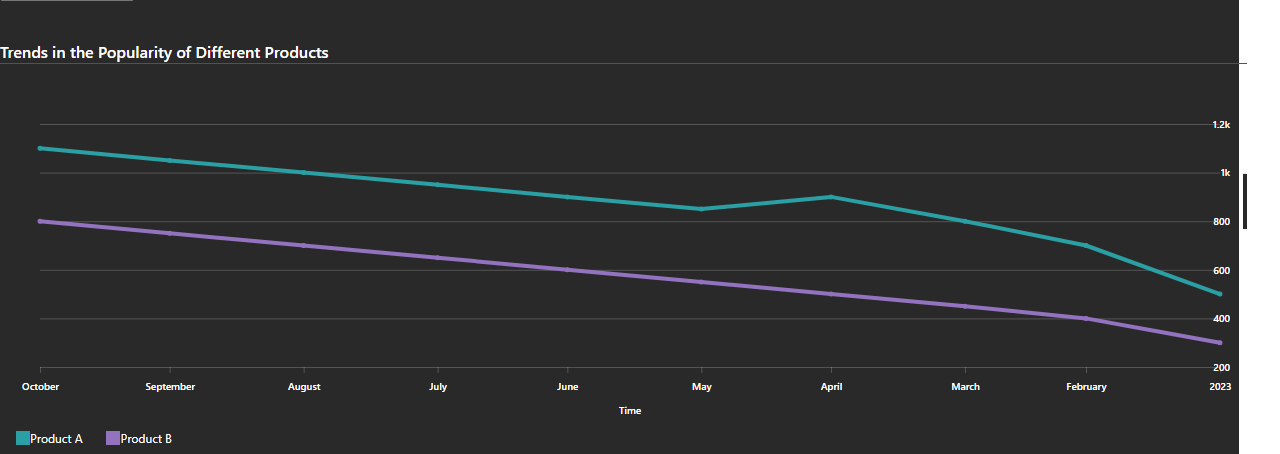 Trends in the Popularity of Different Products
1.2k
1k
800
600
400
200
October September August July June May April March February 2023
Time
Product A Product B